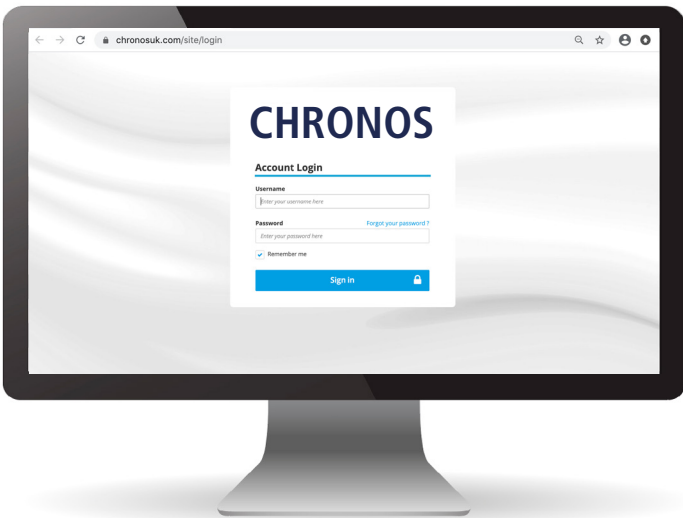 chronosuk.com/site/login
CHRONOS
Account Login
Username
Enter your username here
Password Forgot your password ?
Enter your password here
Remember me
Sign in